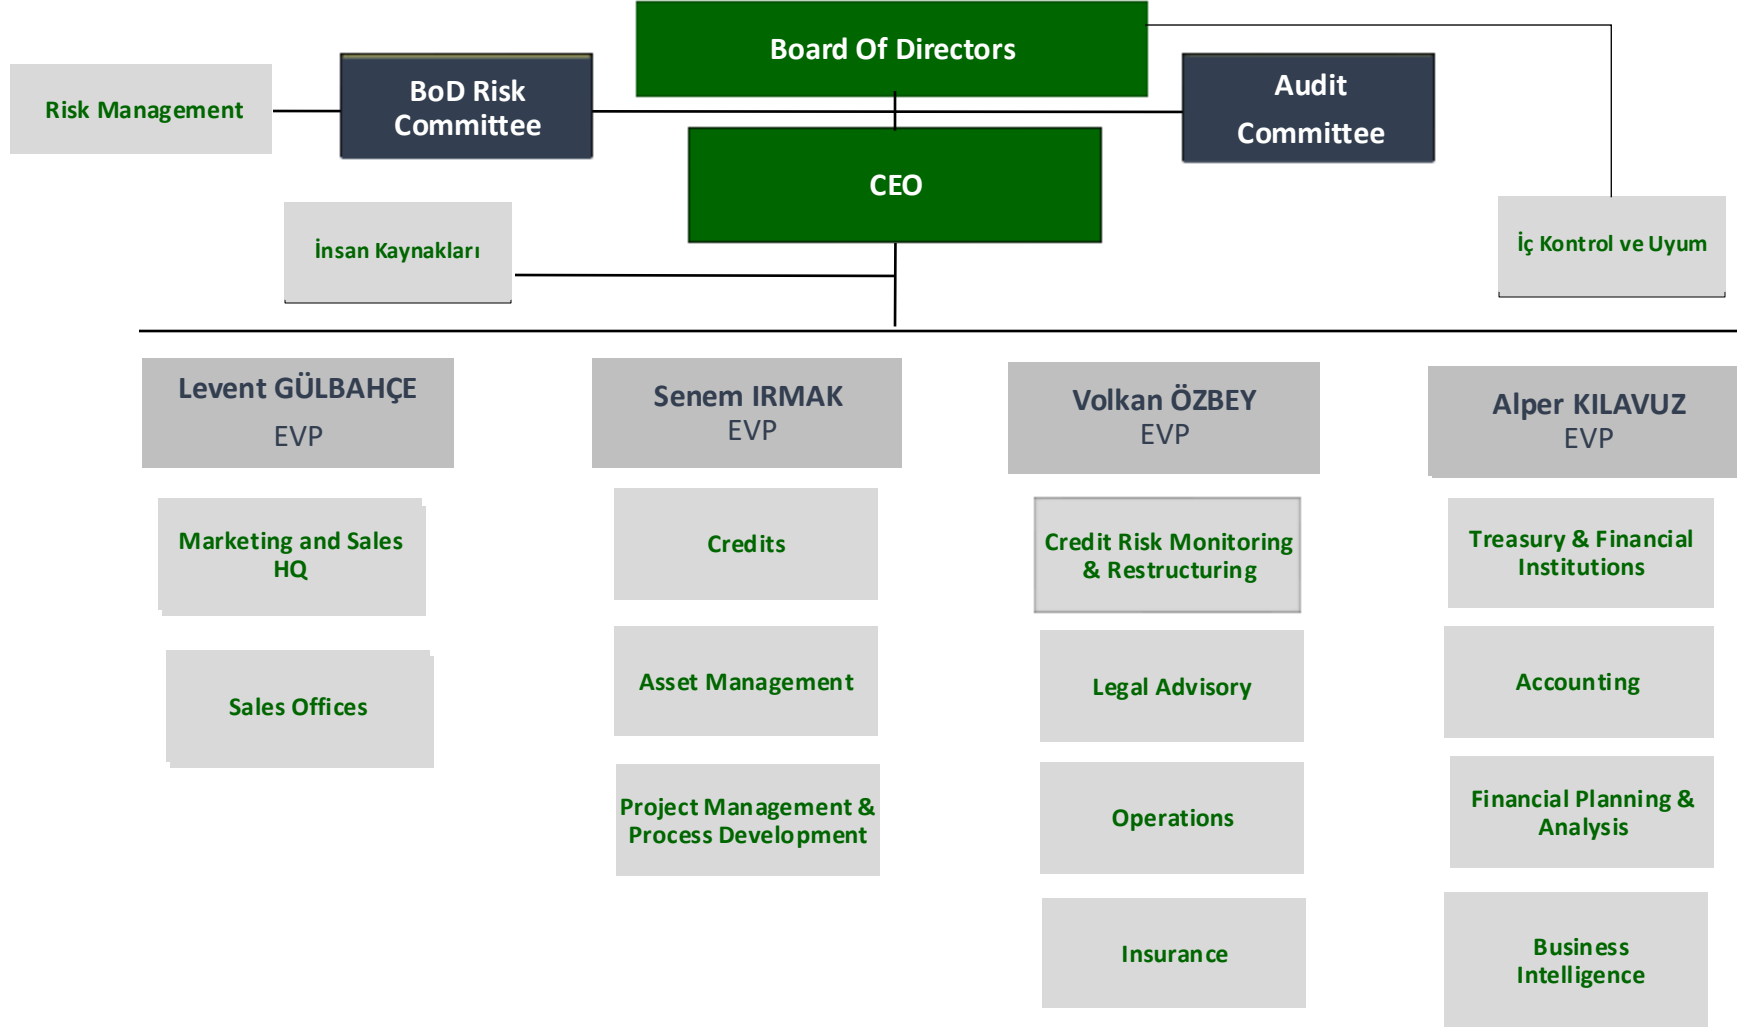 Board Of Directors
Risk Management
BoD Risk
Committee
Audit
Committee
CEO
İnsan Kaynakları
İç Kontrol ve Uyum
Levent GÜLBAHÇE
EVP
Marketing and Sales
HQ
Sales Offices
Senem IRMAK
EVP
Credits
Asset Management
Project Management &
Process Development
Volkan ÖZBEY
EVP
Credit Risk Monitoring
& Restructuring
Legal Advisory
Operations
Insurance
Alper KILAVUZ
EVP
Treasury & Financial
Institutions
Accounting
Financial Planning &
Analysis
Business
Intelligence